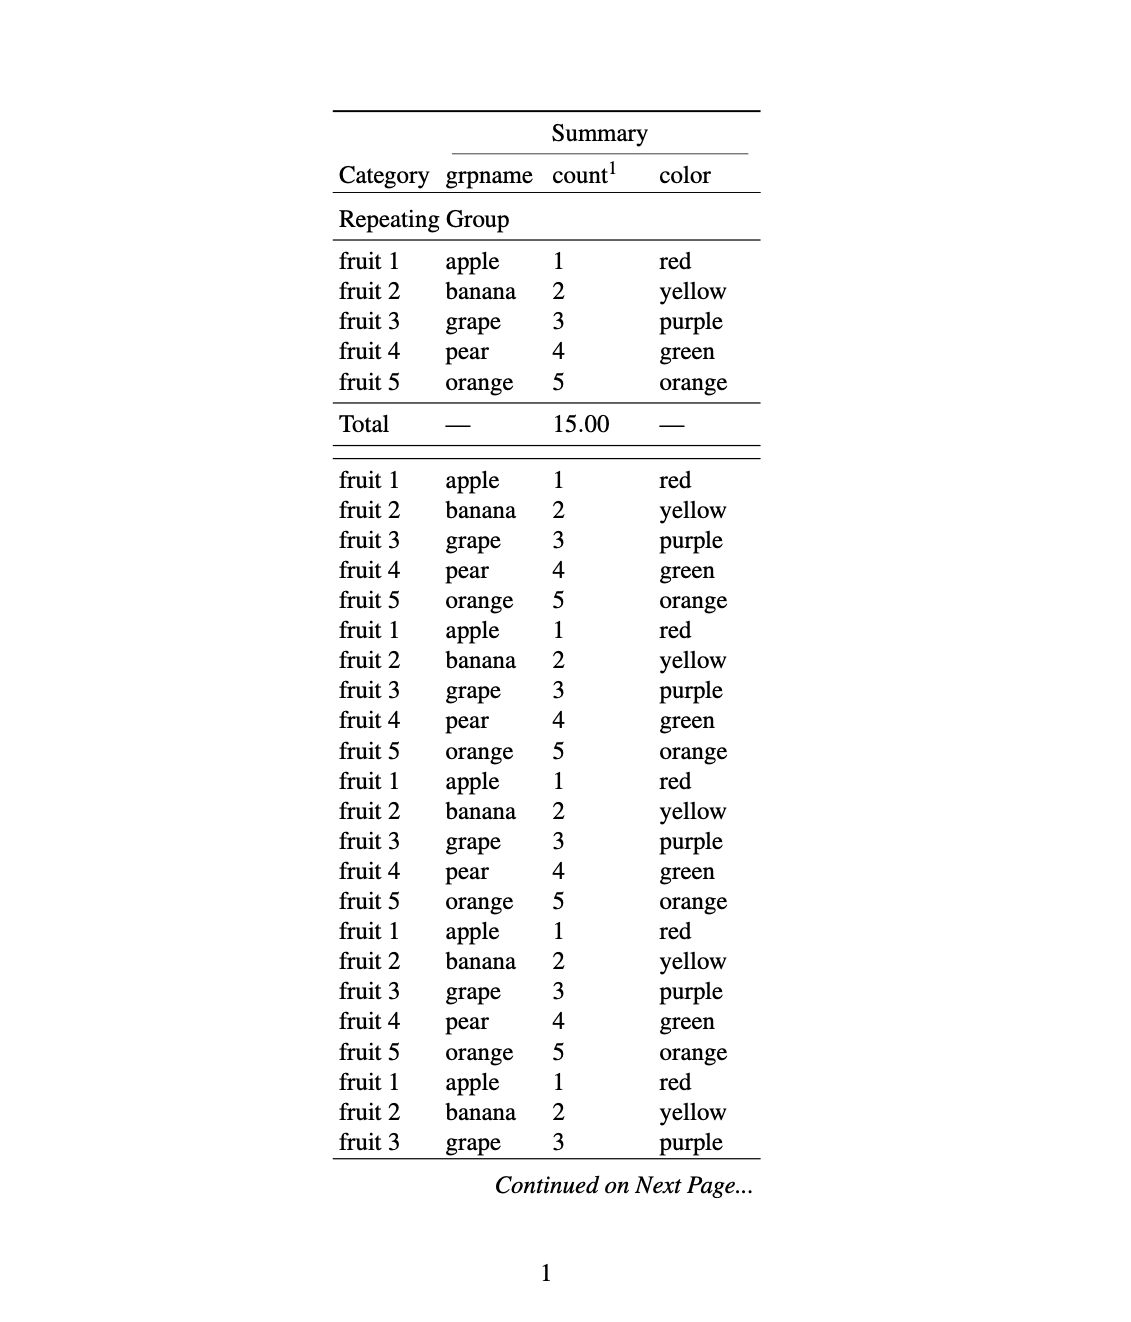 Summary
Category grpname count¹ color
Repeating Group
fruit 1 apple 1 red
fruit 2 banana 2 yellow
fruit 3 grape 3 purple
fruit 4 pear 4 green
fruit 5 orange 5 orange
Total — 15.00 —
fruit 1 apple 1 red
fruit 2 banana 2 yellow
fruit 3 grape 3 purple
fruit 4 pear 4 green
fruit 5 orange 5 orange
fruit 1 apple 1 red
fruit 2 banana 2 yellow
fruit 3 grape 3 purple
fruit 4 pear 4 green
fruit 5 orange 5 orange
fruit 1 apple 1 red
fruit 2 banana 2 yellow
fruit 3 grape 3 purple
fruit 4 pear 4 green
fruit 5 orange 5 orange
fruit 1 apple 1 red
fruit 2 banana 2 yellow
fruit 3 grape 3 purple
fruit 4 pear 4 green
fruit 5 orange 5 orange
fruit 1 apple 1 red
fruit 2 banana 2 yellow
fruit 3 grape 3 purple
Continued on Next Page...
1